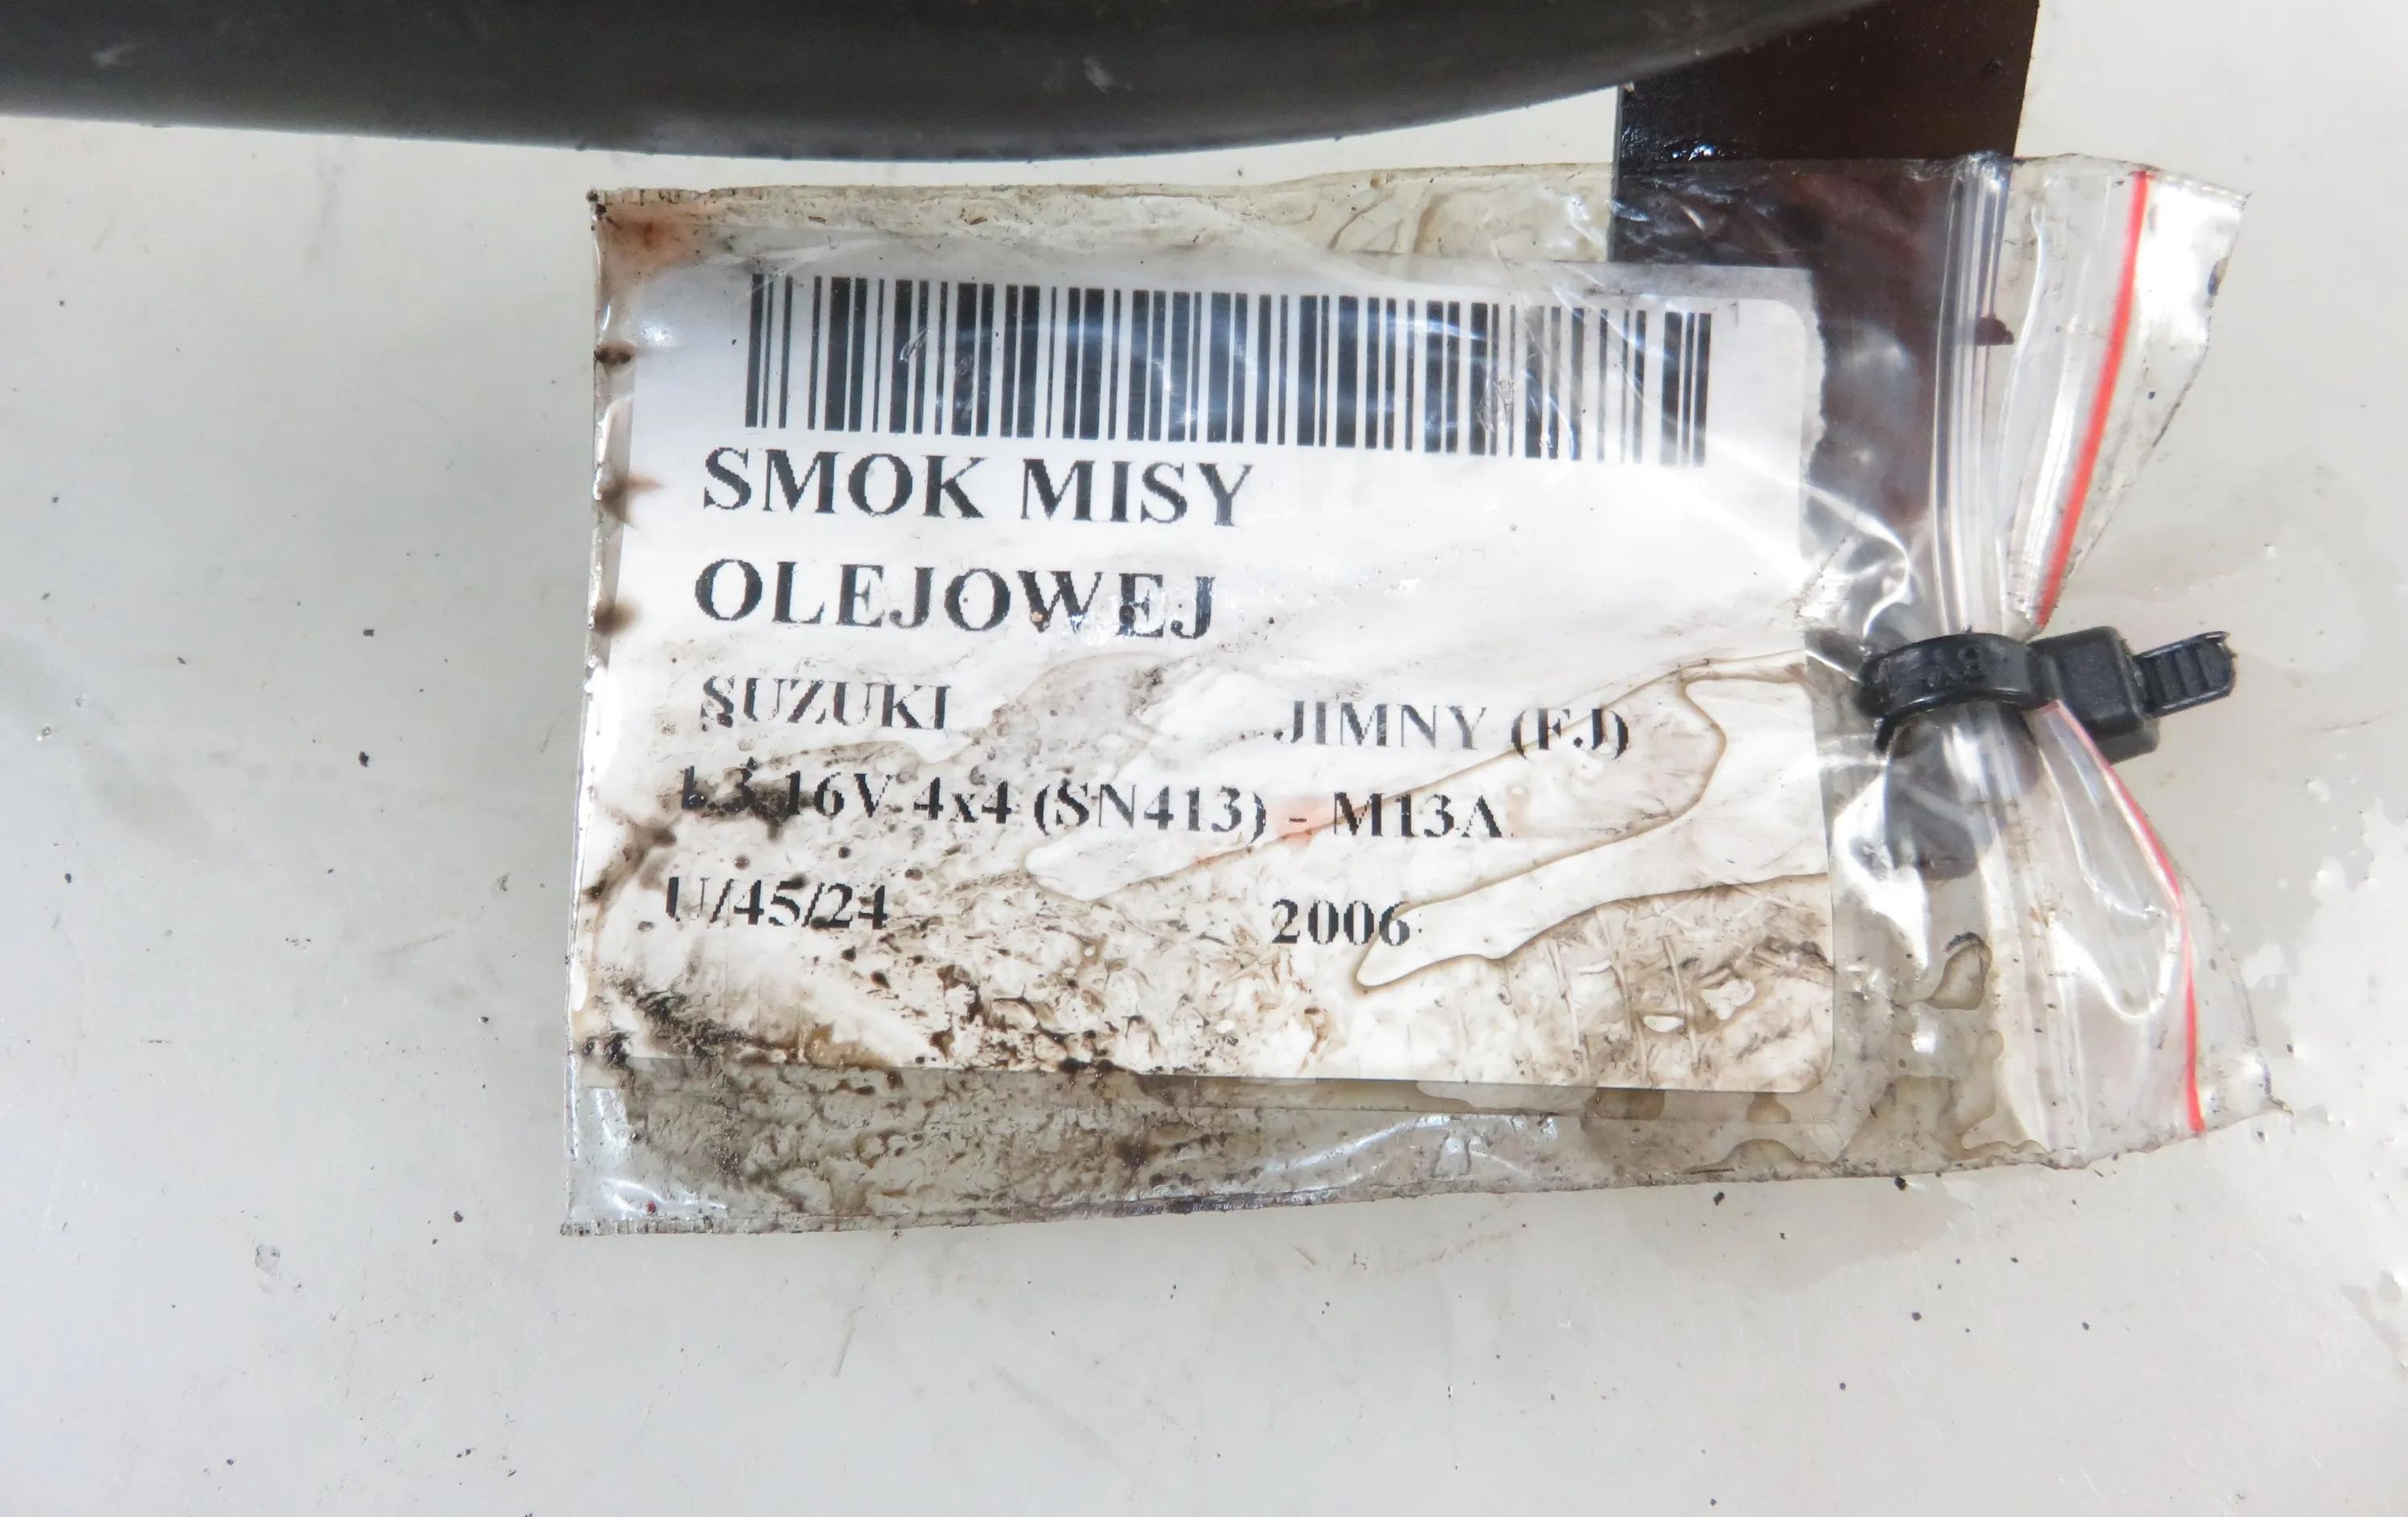 SMOK MISY
OLEJOWEJ
SUZUKI JIMNY (FJ)
1.3 16V 4x4 (SN413) - M13A
U/45/24 2006